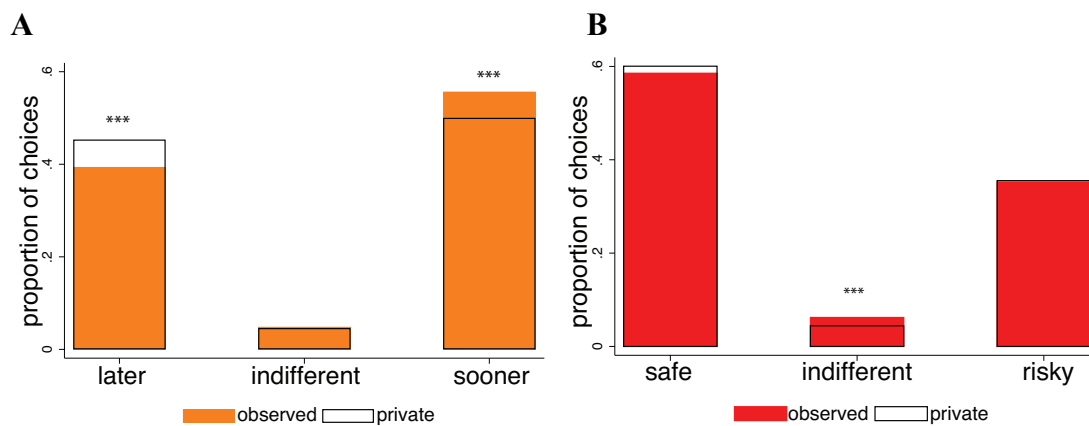 A
proportion of choices
0
.2
.4
.6
***
***
later
indifferent
sooner
observed
private
B
proportion of choices
0
.2
.4
.6
***
safe
indifferent
risky
observed
private